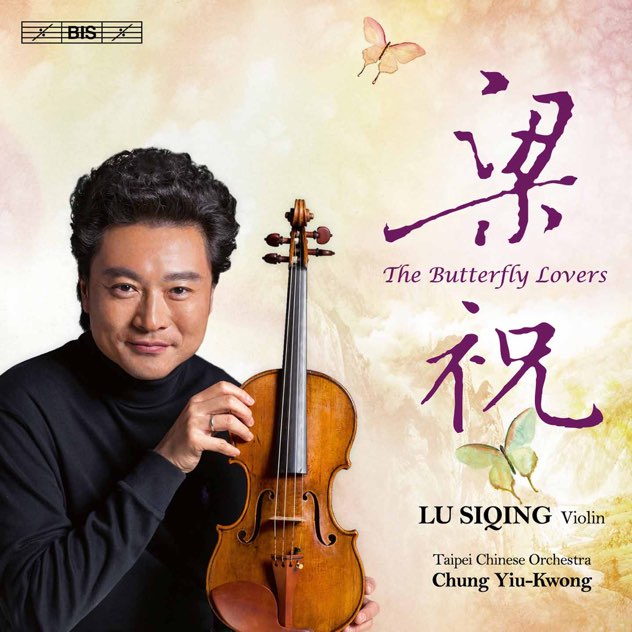 BIS
梁
The Butterfly Lovers
祝
LU SIQING Violin
Taipei Chinese Orchestra
Chung Yiu-Kwong